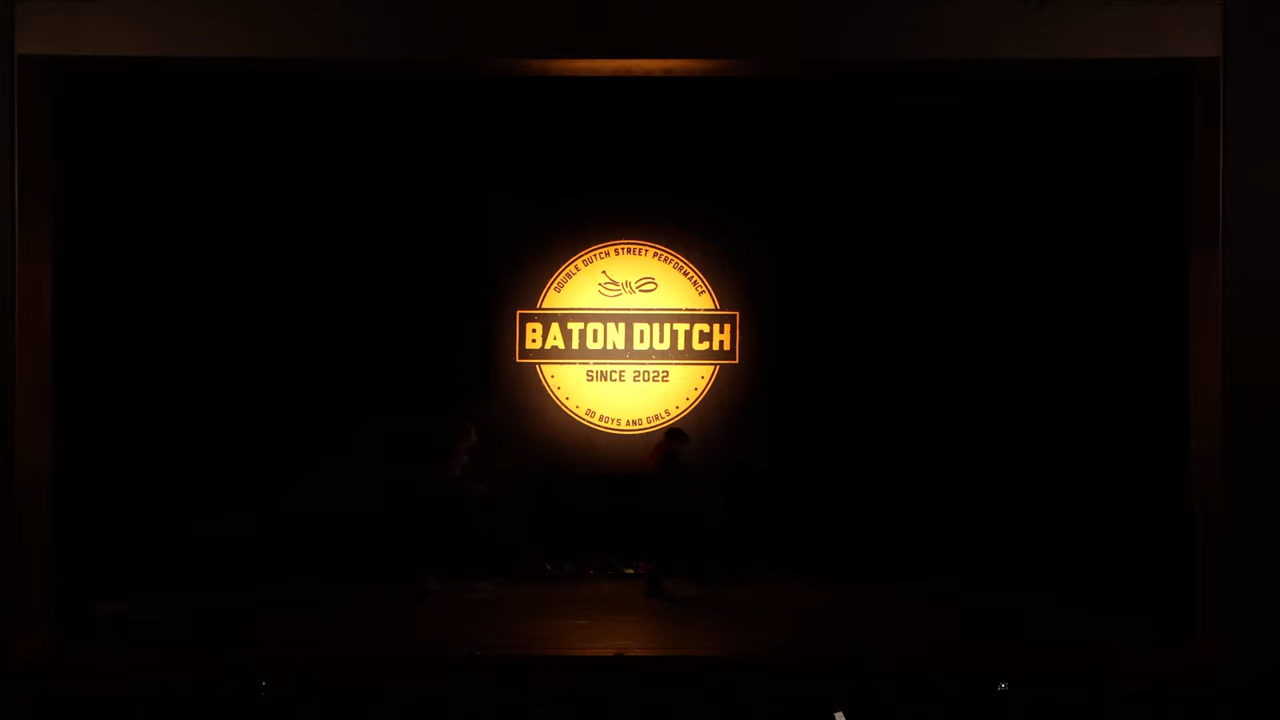 DOUBLE DUTCH STREET PERFORMANCE
BATON DUTCH
SINCE 2022
DD BOYS AND GIRLS